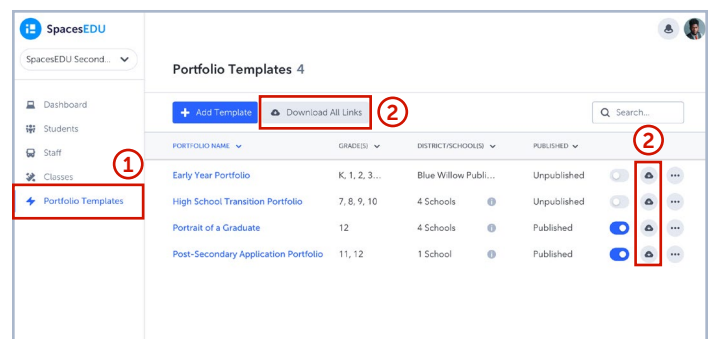 SpacesEDU
SpacesEDU Second...
Portfolio Templates 4
Dashboard
Students
Staff
Classes
Portfolio Templates
1
+ Add Template
Download All Links
2
Search...
2
PORTFOLIO NAME GRADE(S) DISTRICT/SCHOOL(S) PUBLISHED
Early Year Portfolio K, 1, 2, 3... Blue Willow Publi... Unpublished
High School Transition Portfolio 7, 8, 9, 10 4 Schools Unpublished
Portrait of a Graduate 12 4 Schools Published
Post-Secondary Application Portfolio 11, 12 1 School Published